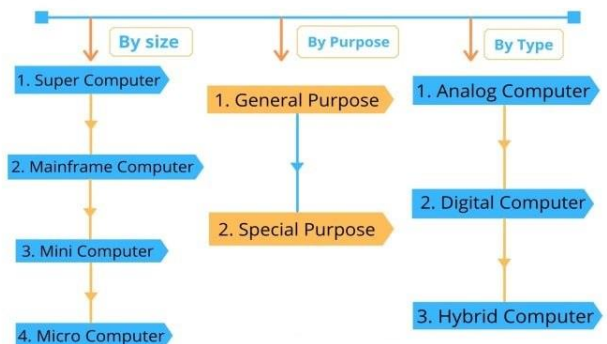 By size
1. Super Computer
2. Mainframe Computer
3. Mini Computer
4. Micro Computer
By Purpose
1. General Purpose
2. Special Purpose
By Type
1. Analog Computer
2. Digital Computer
3. Hybrid Computer